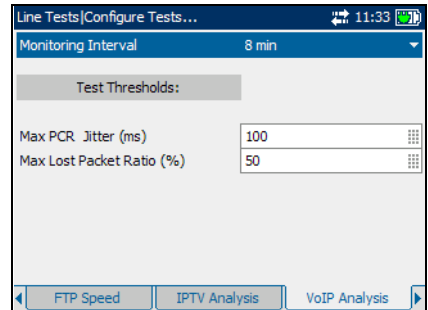 Line Tests|Configure Tests... 11:33
Monitoring Interval 8 min
Test Thresholds:
Max PCR Jitter (ms) 100
Max Lost Packet Ratio (%) 50
FTP Speed IPTV Analysis VoIP Analysis